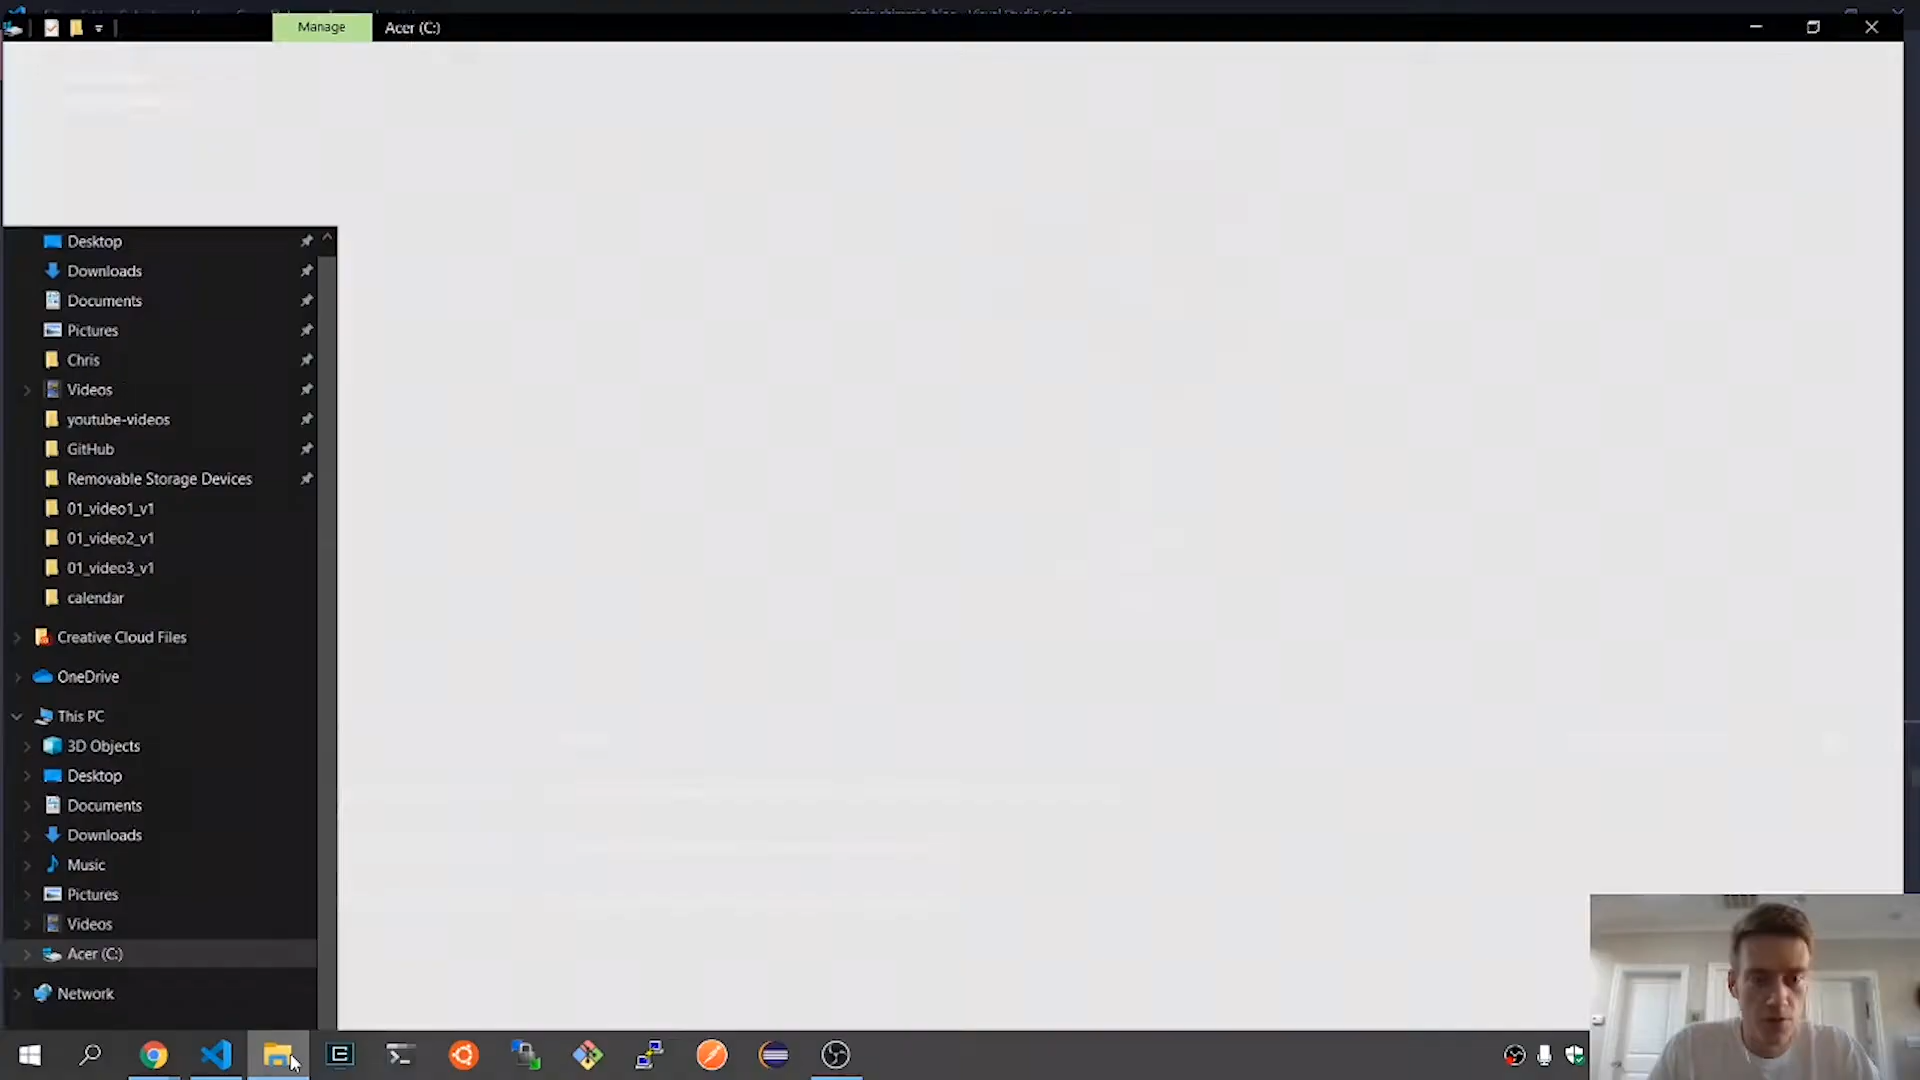 Manage
Acer (C:)
Desktop
Downloads
Documents
Pictures
Chris
Videos
youtube-videos
GitHub
Removable Storage Devices
01_video1_v1
01_video2_v1
01_video3_v1
calendar
Creative Cloud Files
OneDrive
This PC
3D Objects
Desktop
Documents
Downloads
Music
Pictures
Videos
Acer (C:)
Network